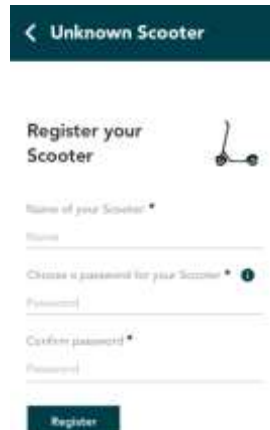 Unknown Scooter
Register your
Scooter
Name of your Scooter *
Name
Choose a password for your Scooter *
Password
Confirm password *
Password
Register